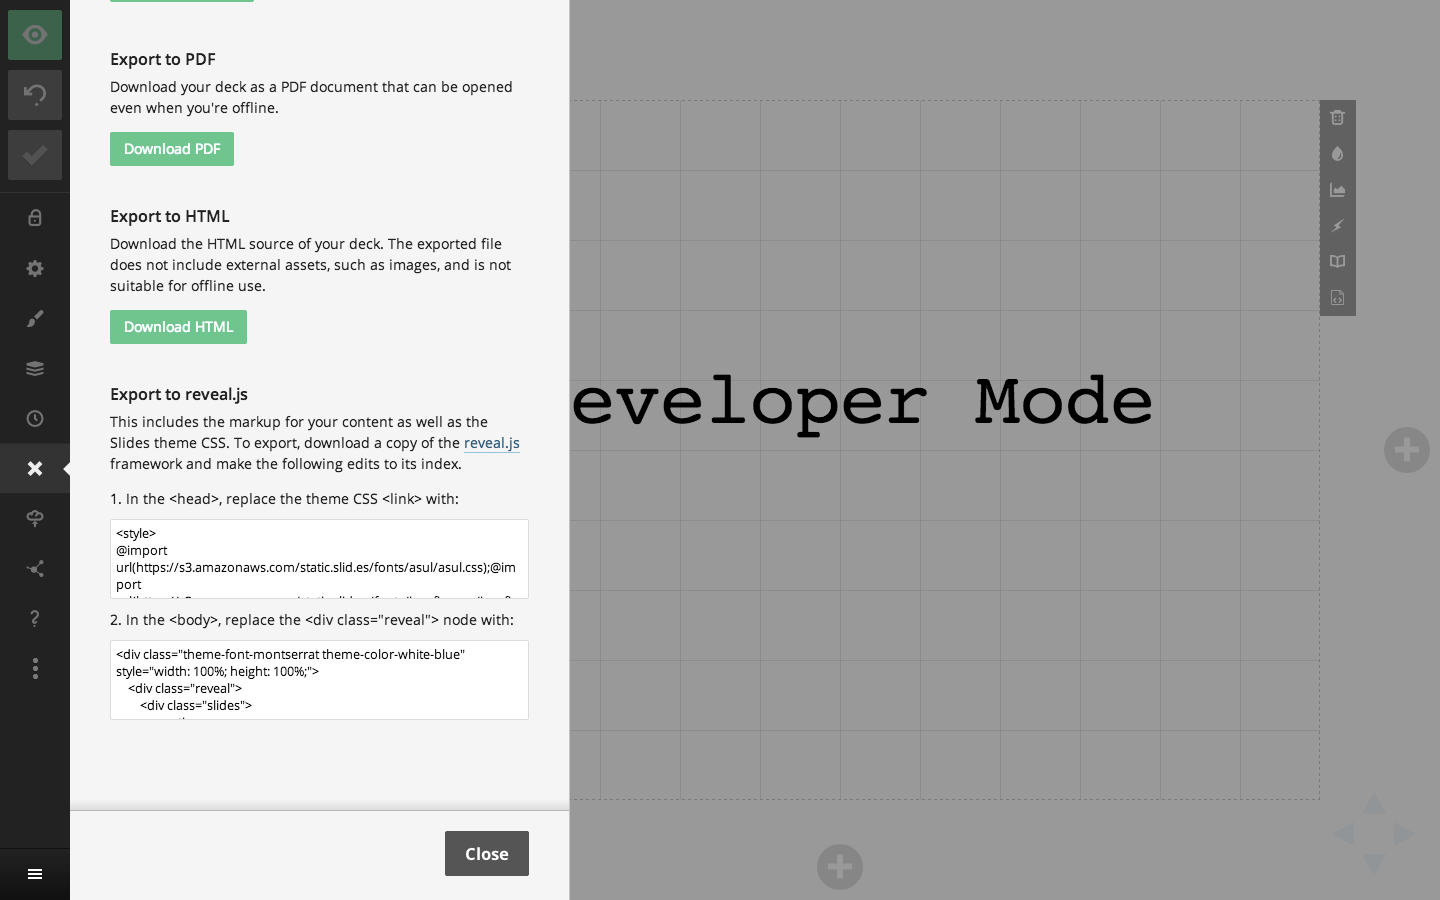 Export to PDF
Download your deck as a PDF document that can be opened
even when you're offline.
Download PDF
Export to HTML
Download the HTML source of your deck. The exported file
does not include external assets, such as images, and is not
suitable for offline use.
Download HTML
Export to reveal.js
This includes the markup for your content as well as the
Slides theme CSS. To export, download a copy of the reveal.js
framework and make the following edits to its index.
1. In the <head>, replace the theme CSS <link> with:
<style>
@import
url(https://s3.amazonaws.com/static.slid.es/fonts/asul/asul.css);@im
port
2. In the <body>, replace the <div class="reveal"> node with:
<div class="theme-font-montserrat theme-color-white-blue"
style="width: 100%; height: 100%;">
<div class="reveal">
<div class="slides">
Close
eveloper Mode